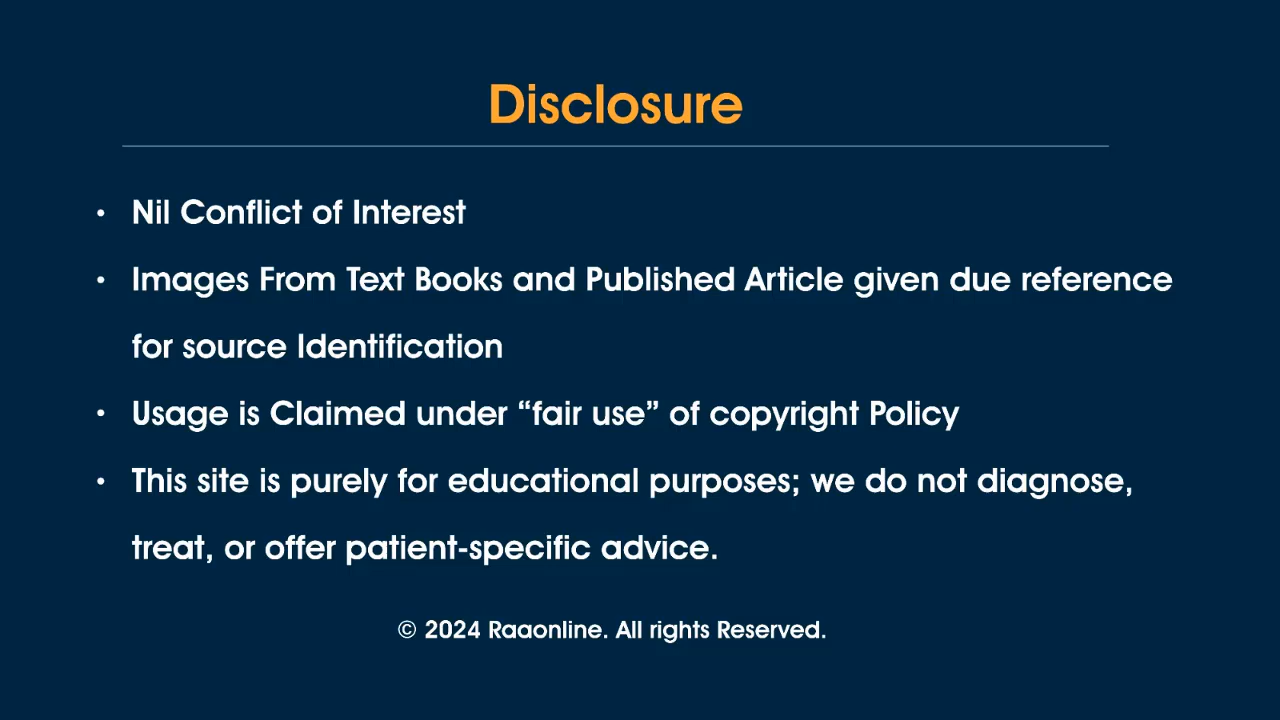 Disclosure
• Nil Conflict of Interest
• Images From Text Books and Published Article given due reference
for source Identification
• Usage is Claimed under “fair use” of copyright Policy
• This site is purely for educational purposes; we do not diagnose,
treat, or offer patient-specific advice.
© 2024 Raaonline. All rights Reserved.